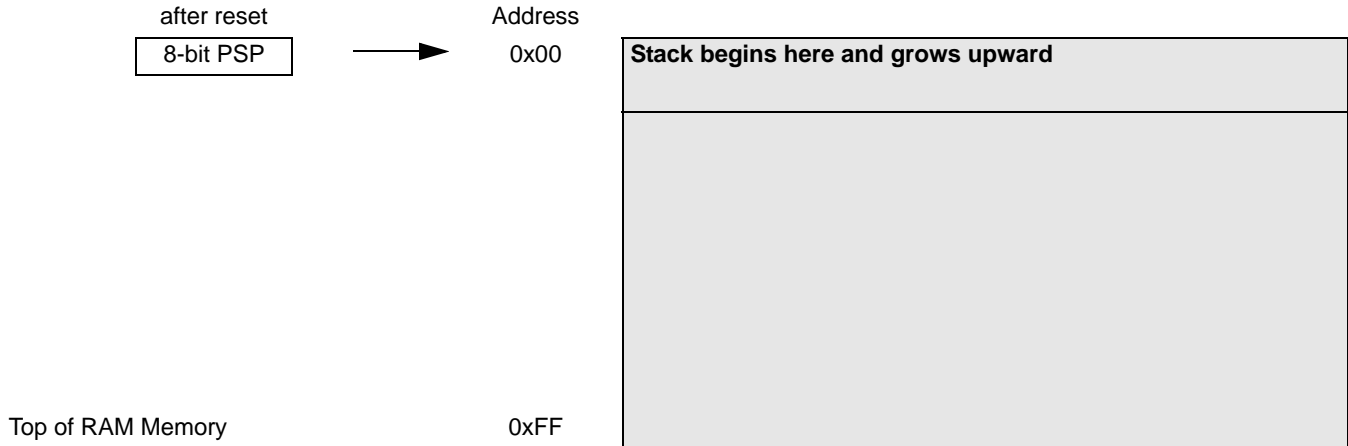 after reset Address
8-bit PSP 0x00 Stack begins here and grows upward
Top of RAM Memory 0xFF